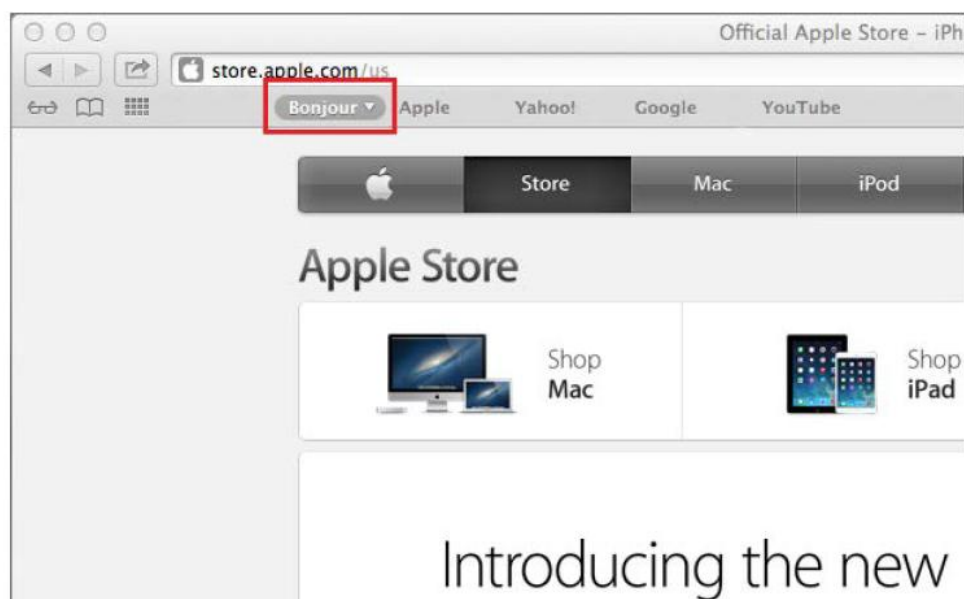 Official Apple Store – iPh
store.apple.com/us
Bonjour Apple Yahoo! Google YouTube
Store Mac iPod
Apple Store
Shop Mac
Shop iPad
Introducing the new